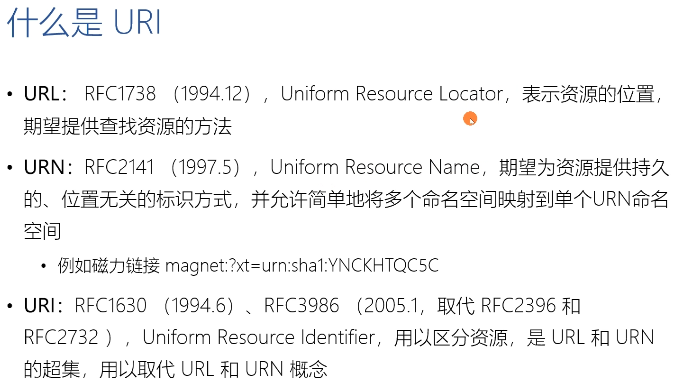 什么是 URI
• URL： RFC1738 （1994.12），Uniform Resource Locator，表示资源的位置，
期望提供查找资源的方法
• URN：RFC2141 （1997.5），Uniform Resource Name，期望为资源提供持久
的、位置无关的标识方式，并允许简单地将多个命名空间映射到单个URN命名
空间
• 例如磁力链接 magnet:?xt=urn:sha1:YNCKHTQC5C
• URI：RFC1630 （1994.6）、RFC3986 （2005.1，取代 RFC2396 和
RFC2732 ），Uniform Resource Identifier，用以区分资源，是 URL 和 URN
的超集，用以取代 URL 和 URN 概念